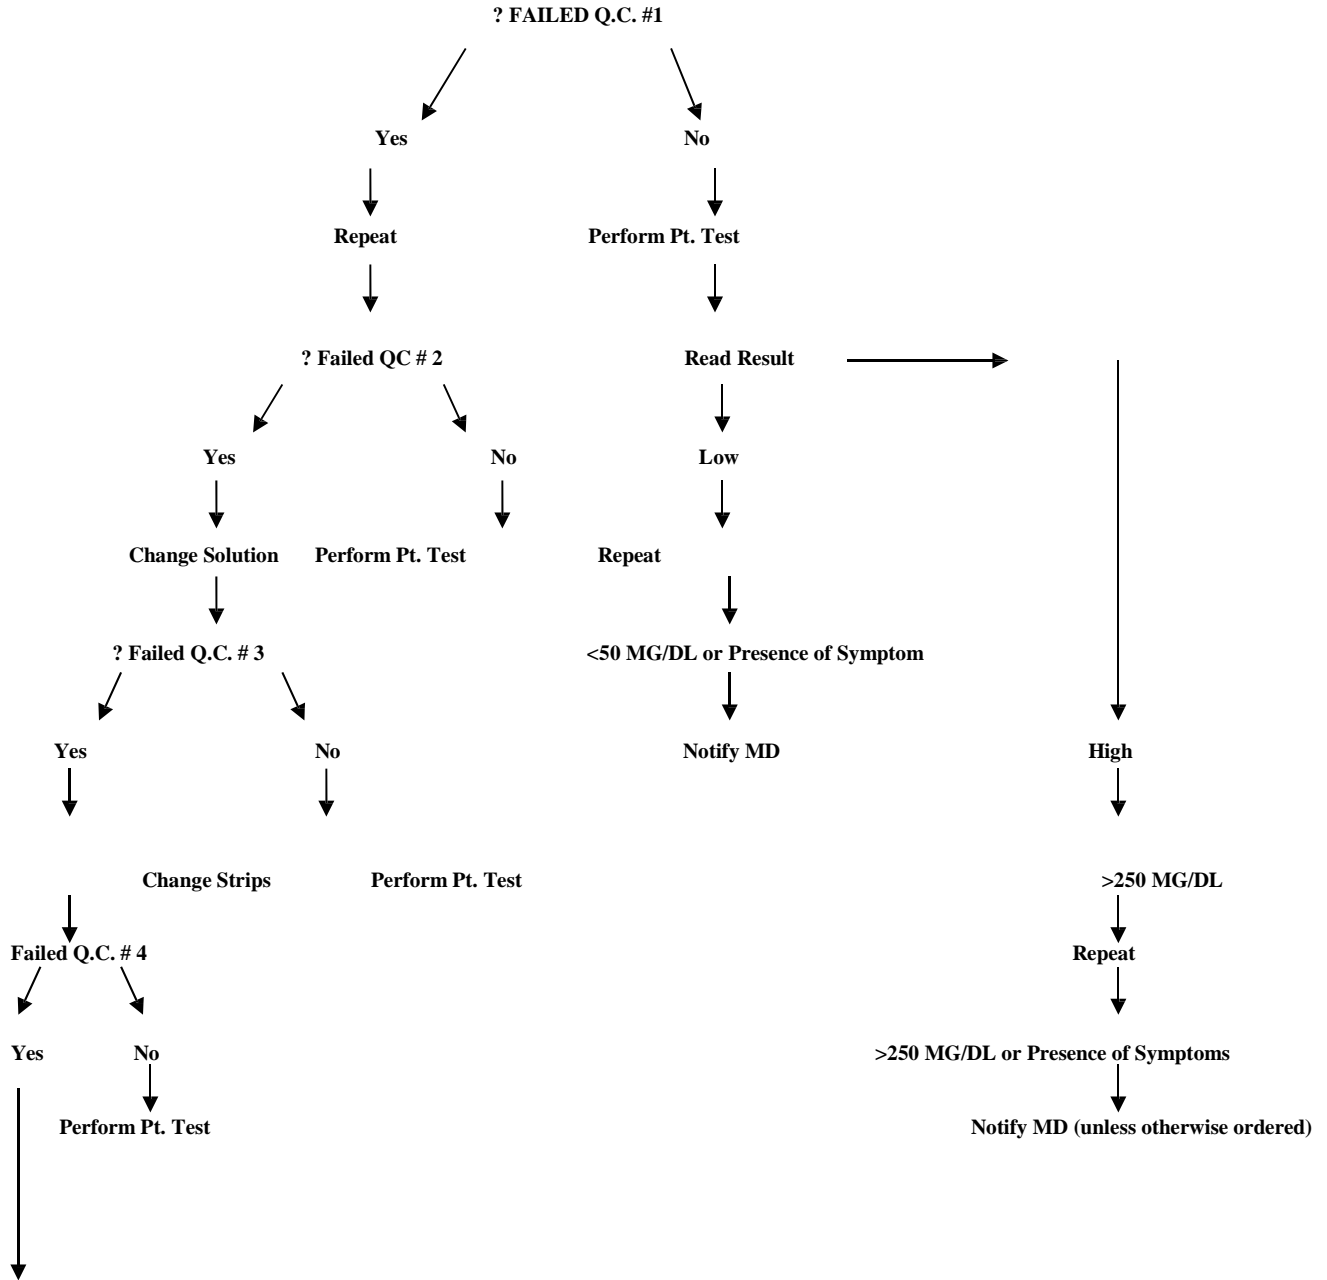 ? FAILED Q.C. #1
Yes
No
Repeat
Perform Pt. Test
? Failed QC # 2
Read Result
Yes
No
Low
Change Solution
Perform Pt. Test
Repeat
? Failed Q.C. # 3
<50 MG/DL or Presence of Symptom
Yes
No
Notify MD
High
Change Strips
Perform Pt. Test
>250 MG/DL
Failed Q.C. # 4
Repeat
Yes
No
>250 MG/DL or Presence of Symptoms
Perform Pt. Test
Notify MD (unless otherwise ordered)